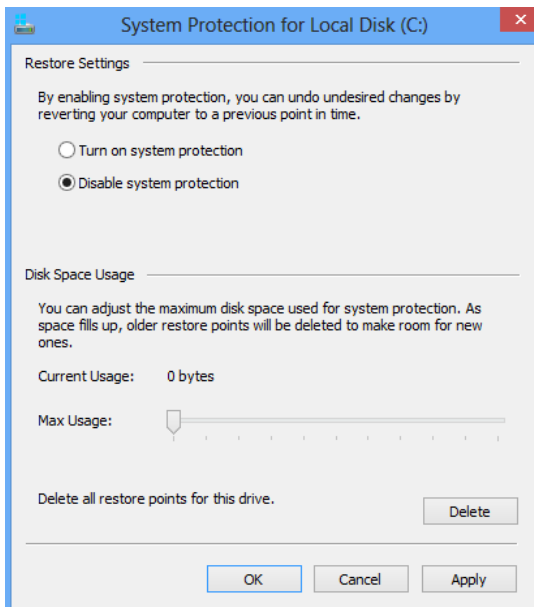 System Protection for Local Disk (C:)
Restore Settings
By enabling system protection, you can undo undesired changes by
reverting your computer to a previous point in time.
Turn on system protection
Disable system protection
Disk Space Usage
You can adjust the maximum disk space used for system protection. As
space fills up, older restore points will be deleted to make room for new
ones.
Current Usage: 0 bytes
Max Usage:
Delete all restore points for this drive.
Delete
OK Cancel Apply